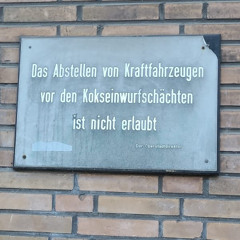 Das Abstellen von Kraftfahrzeugen
vor den Kokseinwurfschächten
ist nicht erlaubt